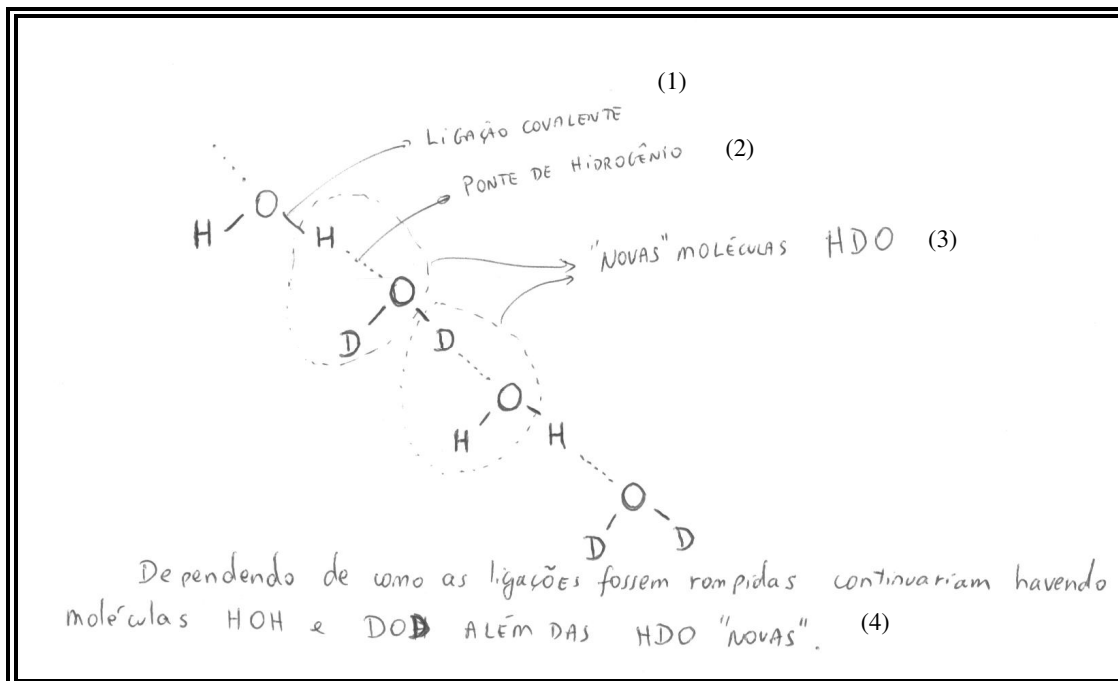 (1)
LIGAÇÃO COVALENTE
PONTE DE HIDROGÊNIO (2)
H O H
"NOVAS" MOLÉCULAS HDO (3)
O
D D
O
H H
O
D D
Dependendo de como as ligações fossem rompidas continuariam havendo
moléculas HOH e DOD ALÉM DAS HDO "NOVAS". (4)